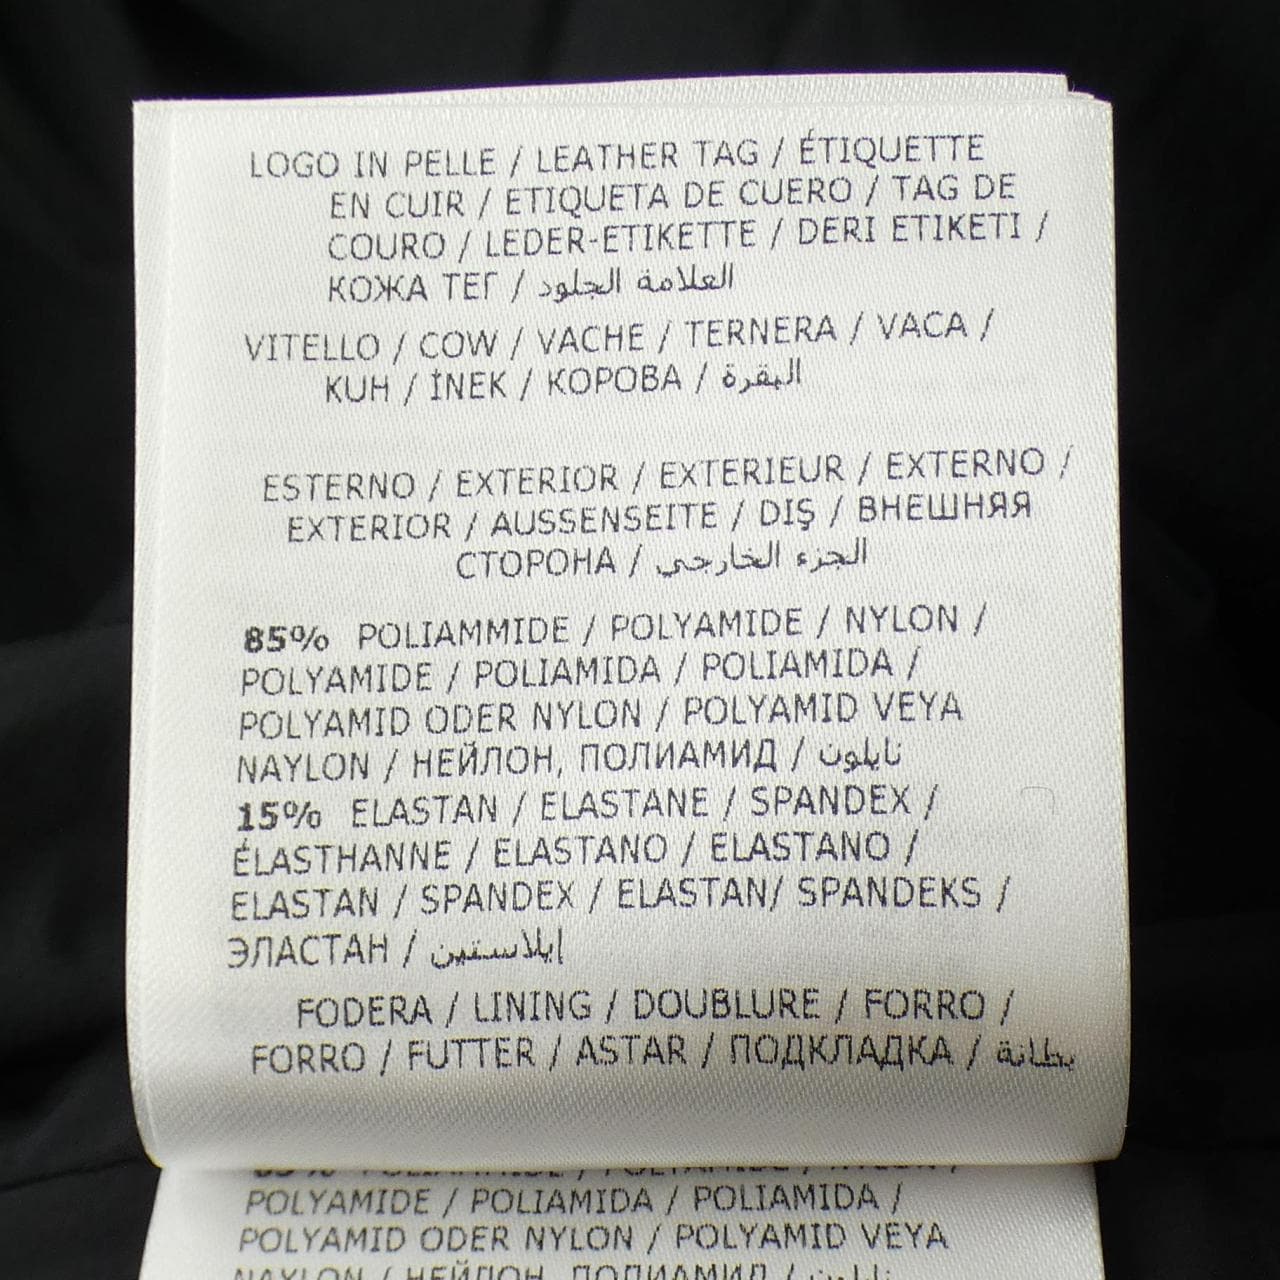 LOGO IN PELLE / LEATHER TAG / ÉTIQUETTE
EN CUIR / ETIQUETA DE CUERO / TAG DE
COURO / LEDER-ETIKETTE / DERI ETIKETI /
КОЖА ТЕГ / العلامة الجلود
VITELLO / COW / VACHE / TERNERA / VACA /
KUH / İNEK / КОРОВА / البقرة
ESTERNO / EXTERIOR / EXTERIEUR / EXTERNO /
EXTERIOR / AUSSENSEITE / DIŞ / ВНЕШНЯЯ
СТОРОНА / الجزء الخارجي
85% POLIAMMIDE / POLYAMIDE / NYLON /
POLYAMIDE / POLIAMIDA / POLIAMIDA /
POLYAMID ODER NYLON / POLYAMID VEYA
NAYLON / НЕЙЛОН, ПОЛИАМИД / نايلون
15% ELASTAN / ELASTANE / SPANDEX /
ÉLASTHANNE / ELASTANO / ELASTANO /
ELASTAN / SPANDEX / ELASTAN/ SPANDEKS /
ЭЛАСТАН / إيلاستين
FODERA / LINING / DOUBLURE / FORRO /
FORRO / FUTTER / ASTAR / ПОДКЛАДКА / بطانة
POLYAMIDE / POLIAMIDA / POLIAMIDA /
POLYAMID ODER NYLON / POLYAMID VEYA
NAYLON / НЕЙЛОН, ПОЛИАМИД /